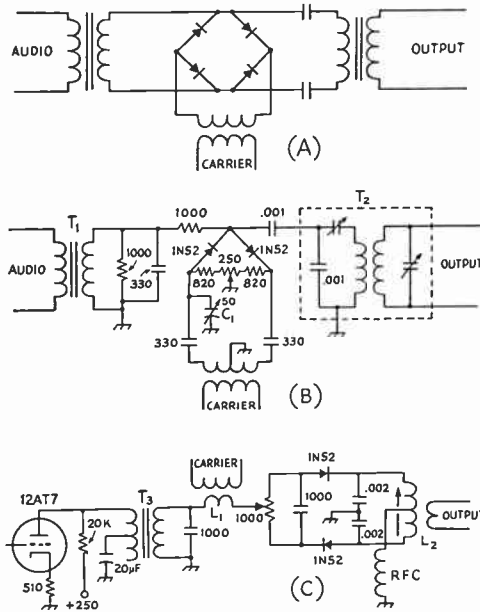 AUDIO
OUTPUT
CARRIER
(A)
T1
1000
.001
T2
1N52
1N52
250
1000
330
820
820
AUDIO
.001
OUTPUT
50
C1
330
330
CARRIER
(B)
CARRIER
1N52
12AT7
T3
20K
L1
1000
1000
1000
.002
.002
OUTPUT
L2
510
20µF
1N52
+250
(C)
RFC